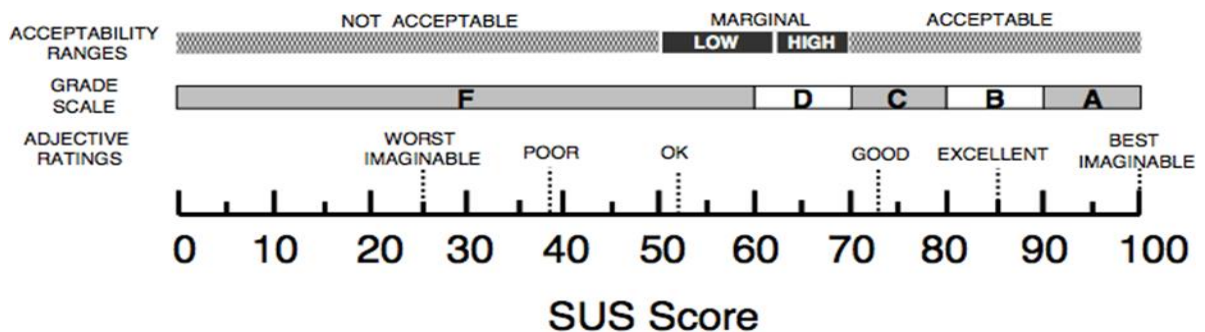 NOT ACCEPTABLE MARGINAL ACCEPTABLE
ACCEPTABILITY
RANGES
LOW HIGH
GRADE
SCALE
F D C B A
ADJECTIVE
RATINGS
WORST
IMAGINABLE
POOR
OK
GOOD
EXCELLENT
BEST
IMAGINABLE
0 10 20 30 40 50 60 70 80 90 100
SUS Score